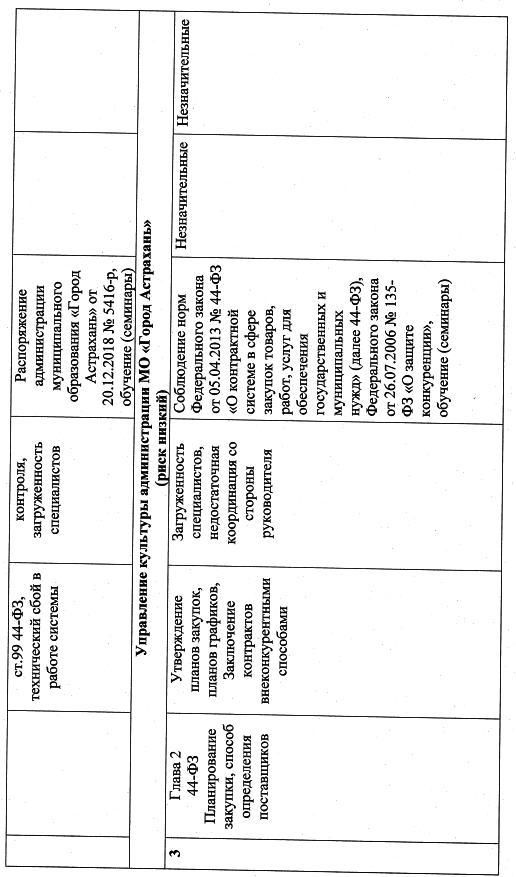 ст.99 44-ФЗ,
технический сбой в
работе системы
контроля,
загруженность
специалистов
Распоряжение
администрации
муниципального
образования «Город
Астрахань» от
20.12.2018 № 5416-р,
обучение (семинары)
Управление культуры администрации МО «Город Астрахань»
(риск низкий)
3
Глава 2
44-ФЗ
Планирование
закупки, способ
определения
поставщиков
Утверждение
планов закупок,
планов графиков,
Заключение
контрактов
внеконкурентными
способами
Загруженность
специалистов,
недостаточная
координация со
стороны
руководителя
Соблюдение норм
Федерального закона
от 05.04.2013 № 44-ФЗ
«О контрактной
системе в сфере
закупок товаров,
работ, услуг для
обеспечения
государственных и
муниципальных
нужд» (далее 44-ФЗ),
Федерального закона
от 26.07.2006 № 135-
ФЗ «О защите
конкуренции»,
обучение (семинары)
Незначительные
Незначительные